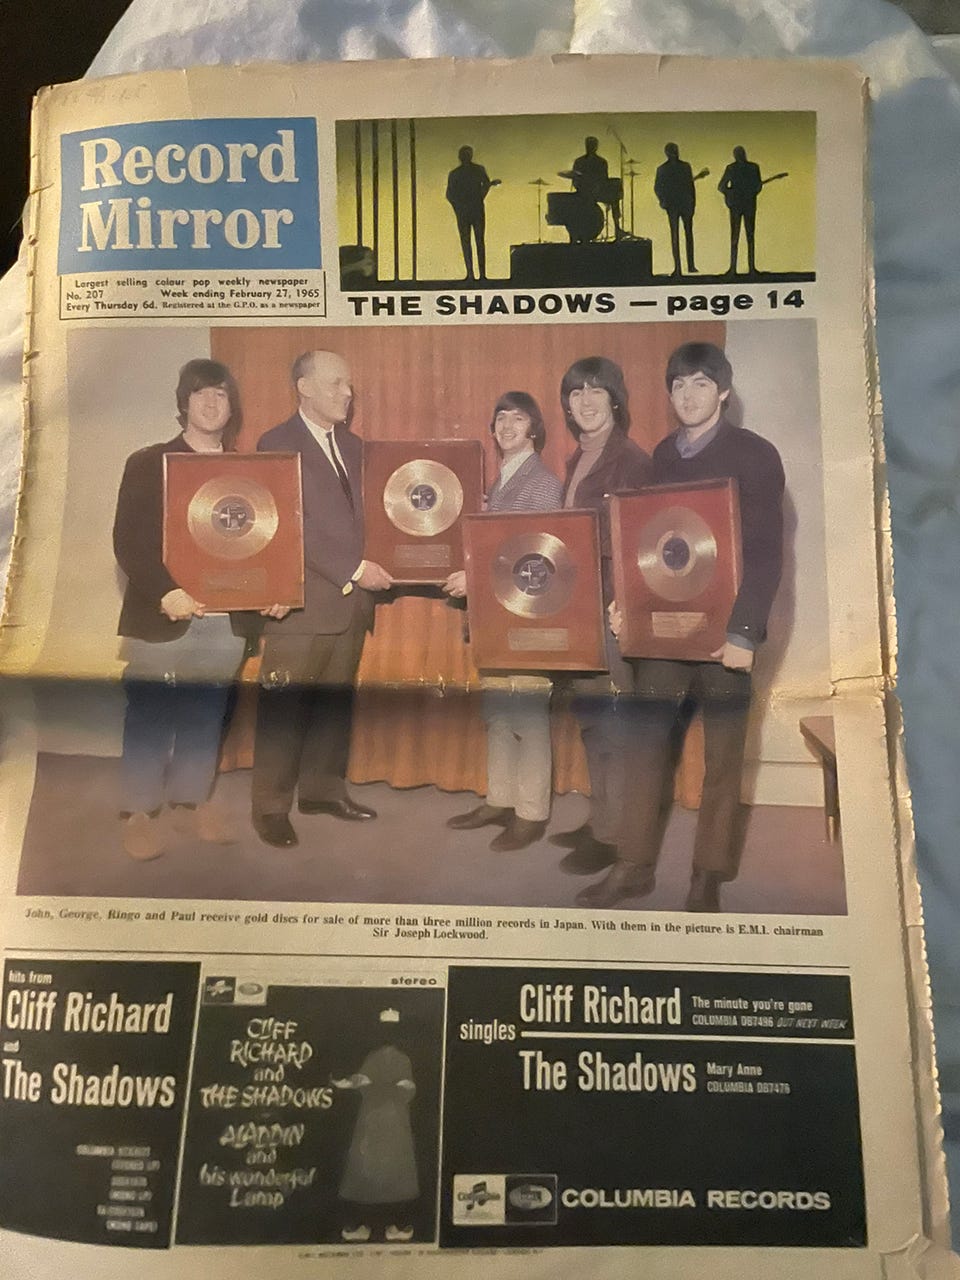 Record
Mirror
Largest selling colour pop weekly newspaper
No. 207 Week ending February 27, 1965
Every Thursday 6d. Registered at the G.P.O. as a newspaper
THE SHADOWS — page 14
John, George, Ringo and Paul receive gold discs for sale of more than three million records in Japan. With them in the picture is E.M.I. chairman
Sir Joseph Lockwood.
hits from
Cliff Richard
and
The Shadows
stereo
CLIFF
RICHARD
and
THE SHADOWS
ALADDIN
and
his wonderful
Lamp
singles
Cliff Richard
The minute you're gone
COLUMBIA DB7496 OUT NEXT WEEK
The Shadows
Mary Anne
COLUMBIA DB7476
Columbia
COLUMBIA RECORDS